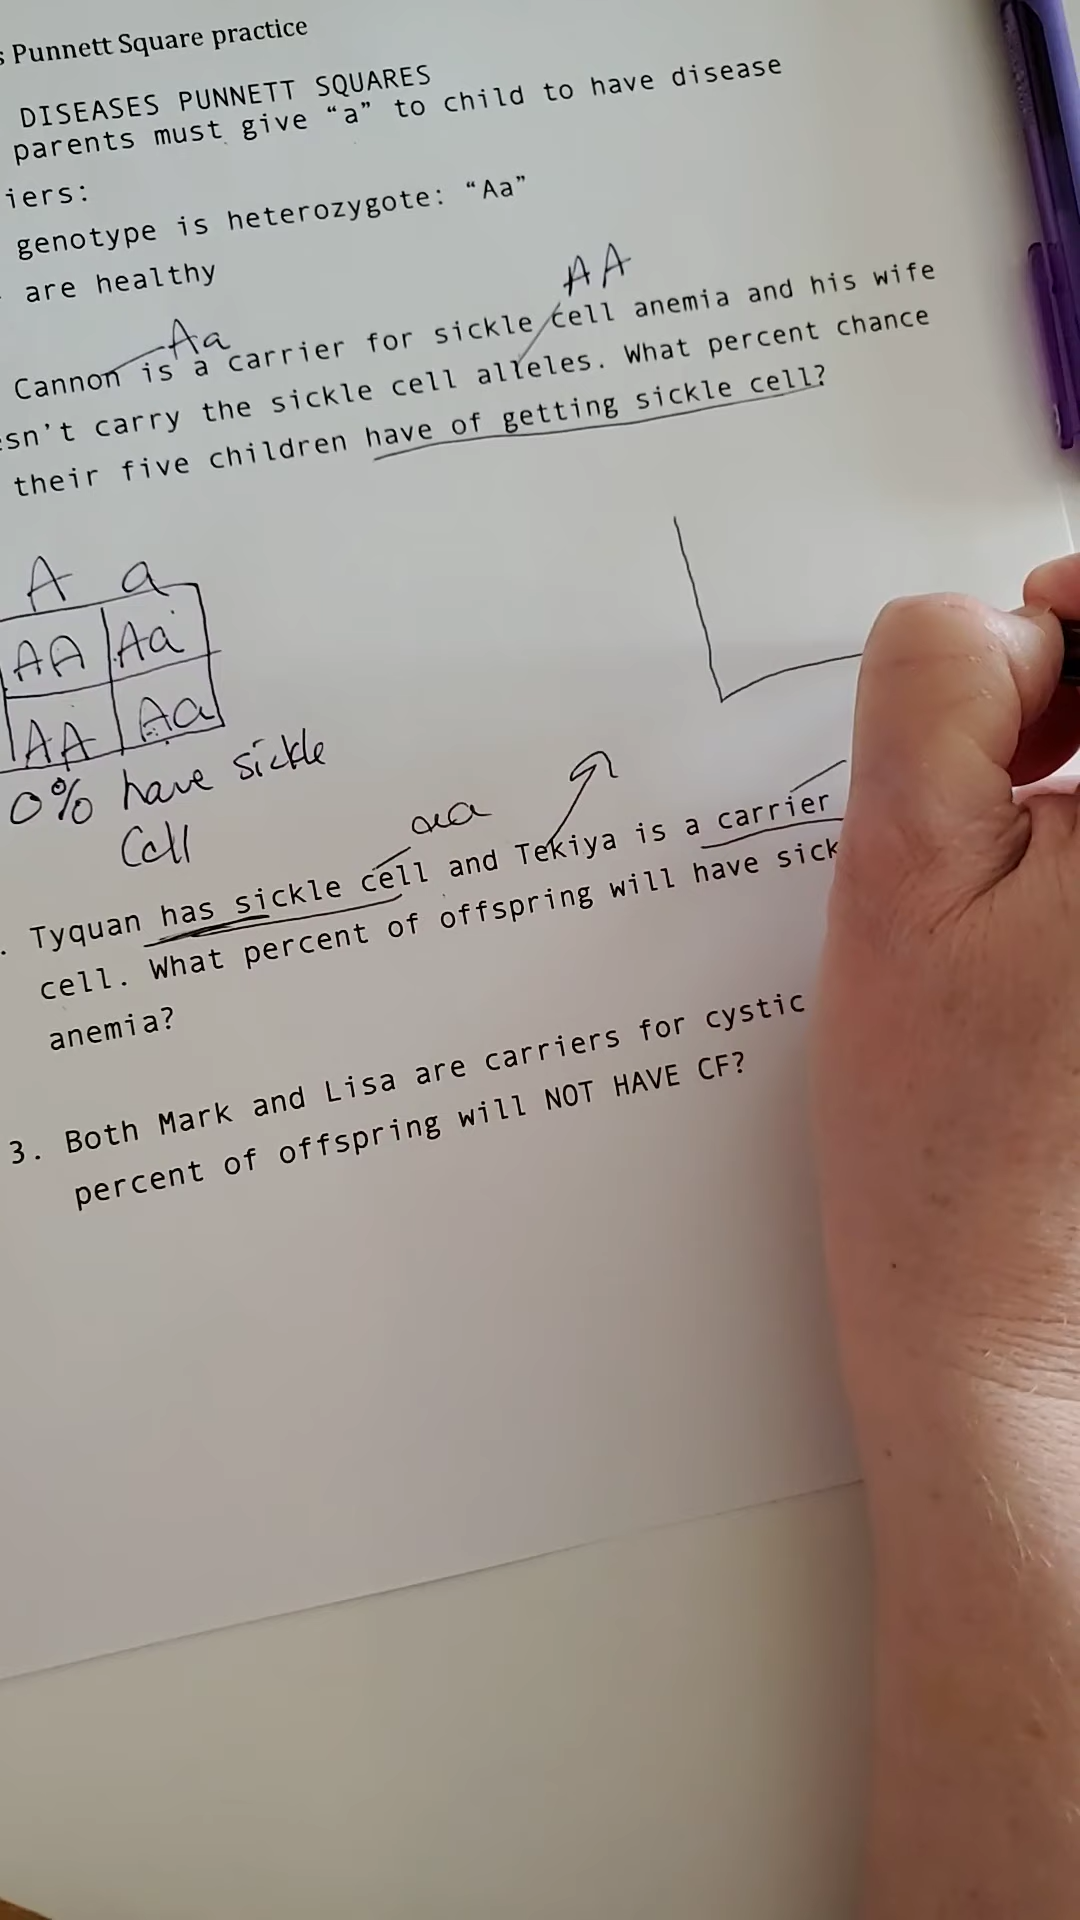 s Punnett Square practice
DISEASES PUNNETT SQUARES
parents must give “a” to child to have disease
iers:
genotype is heterozygote: “Aa”
are healthy
AA
Aa
Cannon is a carrier for sickle cell anemia and his wife
esn't carry the sickle cell alleles. What percent chance
their five children have of getting sickle cell?
A a
AA Aa
AA Aa
0% have sickle
Cell
aa
. Tyquan has sickle cell and Tekiya is a carrier
cell. What percent of offspring will have sick
anemia?
3. Both Mark and Lisa are carriers for cystic
percent of offspring will NOT HAVE CF?